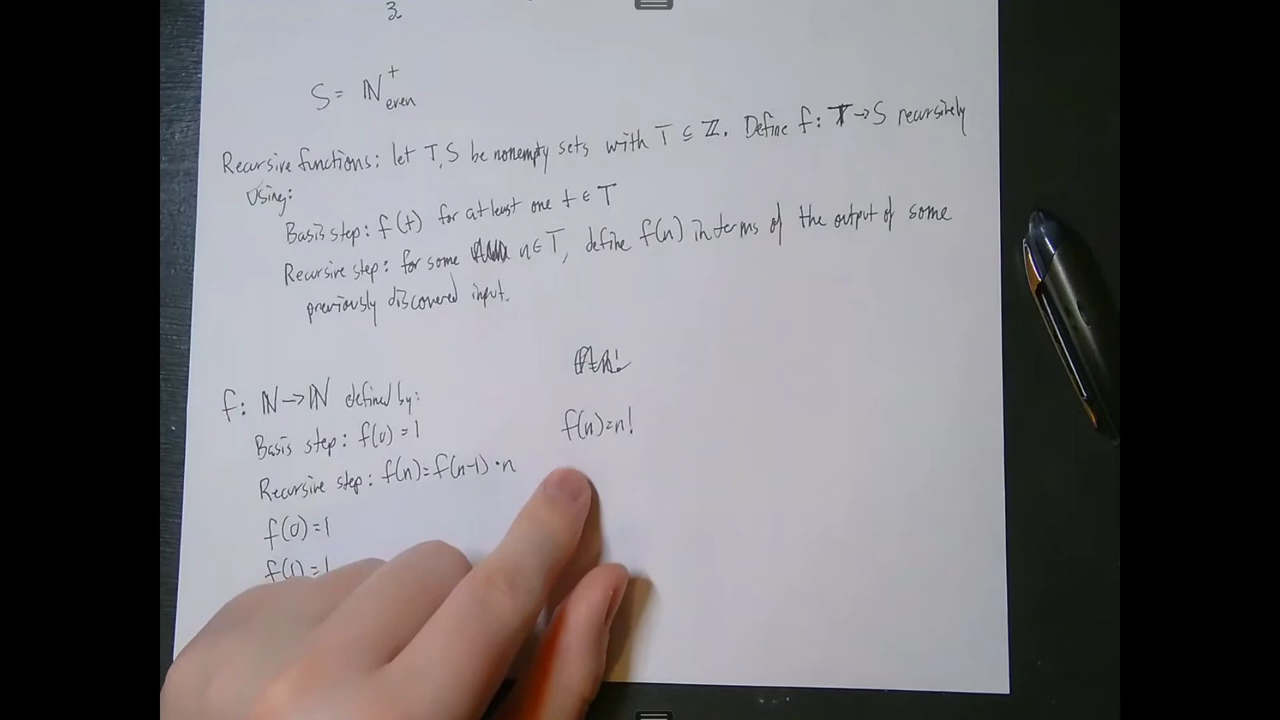 S = ℕ⁺even
Recursive functions: let T, S be nonempty sets with T ⊆ ℤ. Define f: T → S recursively
Using:
Basis step: f(t) for at least one t ∈ T
Recursive step: for some n ∈ T, define f(n) in terms of the output of some
previously discovered input.
f: ℕ → ℕ defined by:
Basis step: f(0) = 1
f(n) = n!
Recursive step: f(n) = f(n-1) · n
f(0) = 1
f(1) = 1